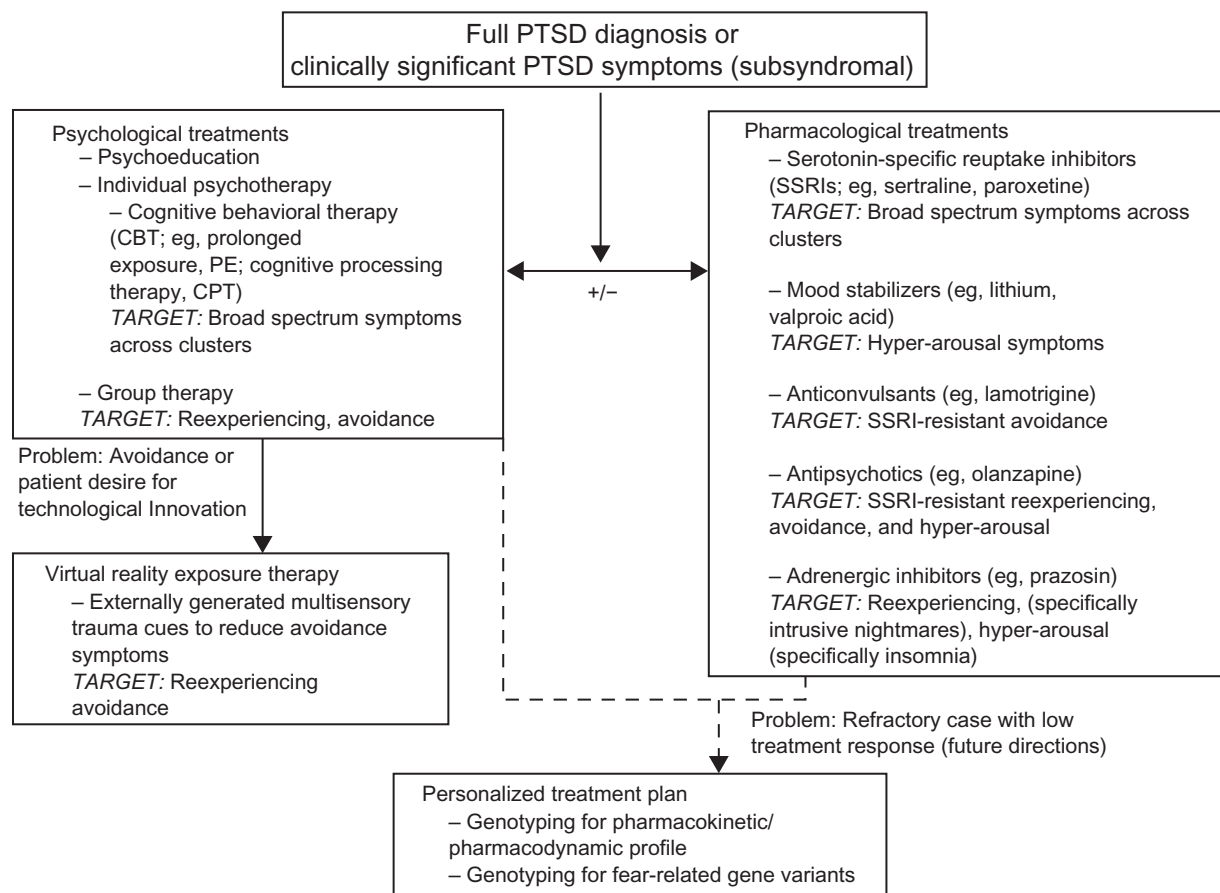 Full PTSD diagnosis or
clinically significant PTSD symptoms (subsyndromal)
Psychological treatments
– Psychoeducation
– Individual psychotherapy
– Cognitive behavioral therapy
(CBT; eg, prolonged
exposure, PE; cognitive processing
therapy, CPT)
TARGET: Broad spectrum symptoms
across clusters
– Group therapy
TARGET: Reexperiencing, avoidance
+/−
Pharmacological treatments
– Serotonin-specific reuptake inhibitors
(SSRIs; eg, sertraline, paroxetine)
TARGET: Broad spectrum symptoms across
clusters
– Mood stabilizers (eg, lithium,
valproic acid)
TARGET: Hyper-arousal symptoms
– Anticonvulsants (eg, lamotrigine)
TARGET: SSRI-resistant avoidance
– Antipsychotics (eg, olanzapine)
TARGET: SSRI-resistant reexperiencing,
avoidance, and hyper-arousal
– Adrenergic inhibitors (eg, prazosin)
TARGET: Reexperiencing, (specifically
intrusive nightmares), hyper-arousal
(specifically insomnia)
Problem: Avoidance or
patient desire for
technological Innovation
Virtual reality exposure therapy
– Externally generated multisensory
trauma cues to reduce avoidance
symptoms
TARGET: Reexperiencing
avoidance
Problem: Refractory case with low
treatment response (future directions)
Personalized treatment plan
– Genotyping for pharmacokinetic/
pharmacodynamic profile
– Genotyping for fear-related gene variants